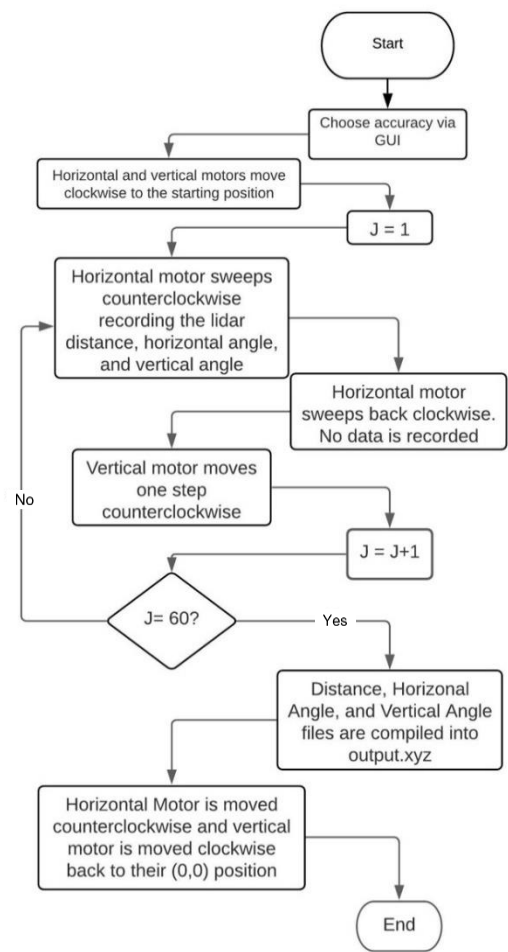 Start
Choose accuracy via
GUI
Horizontal and vertical motors move
clockwise to the starting position
J = 1
Horizontal motor sweeps
counterclockwise
recording the lidar
distance, horizontal angle,
and vertical angle
Horizontal motor
sweeps back clockwise.
No data is recorded
Vertical motor moves
one step
counterclockwise
No
J = J+1
J= 60?
Yes
Distance, Horizonal
Angle, and Vertical Angle
files are compiled into
output.xyz
Horizontal Motor is moved
counterclockwise and vertical
motor is moved clockwise
back to their (0,0) position
End